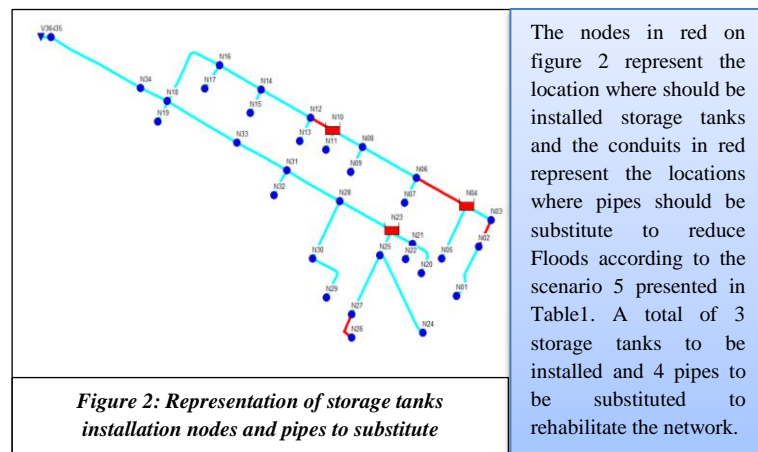 V36 N35
N34
N18
N19
N16
N17
N14
N15
N12
N13
N10
N11
N08
N09
N06
N07
N04
N05
N03
N02
N01
N33
N31
N32
N28
N30
N29
N23
N21
N22
N20
N25
N24
N27
N26
Figure 2: Representation of storage tanks
installation nodes and pipes to substitute
The nodes in red on
figure 2 represent the
location where should be
installed storage tanks
and the conduits in red
represent the locations
where pipes should be
substitute to reduce
Floods according to the
scenario 5 presented in
Table1. A total of 3
storage tanks to be
installed and 4 pipes to
be substituted to
rehabilitate the network.